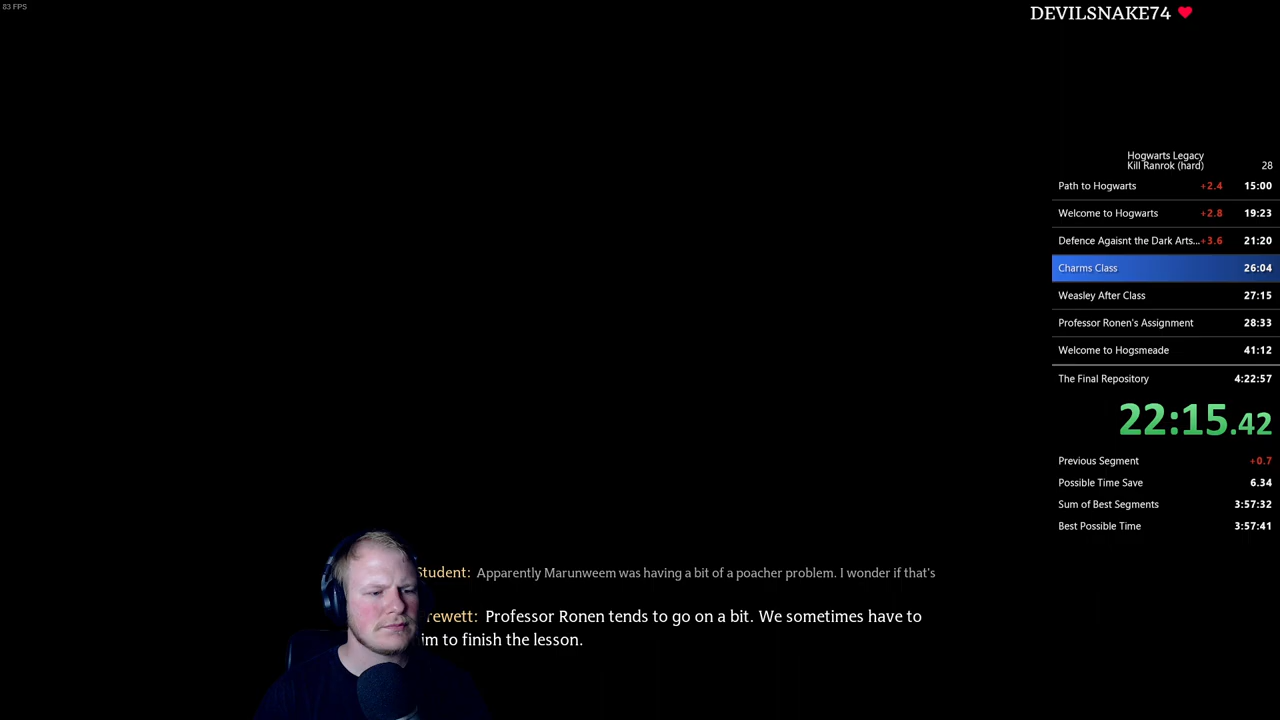 83 FPS
DEVILSNAKE74 ❤
Hogwarts Legacy
Kill Ranrok (hard) 28
Path to Hogwarts +2.4 15:00
Welcome to Hogwarts +2.8 19:23
Defence Agaisnt the Dark Arts... +3.6 21:20
Charms Class 26:04
Weasley After Class 27:15
Professor Ronen's Assignment 28:33
Welcome to Hogsmeade 41:12
The Final Repository 4:22:57
22:15.42
Previous Segment +0.7
Possible Time Save 6.34
Sum of Best Segments 3:57:32
Best Possible Time 3:57:41
Student: Apparently Marunweem was having a bit of a poacher problem. I wonder if that's
rewett: Professor Ronen tends to go on a bit. We sometimes have to
im to finish the lesson.